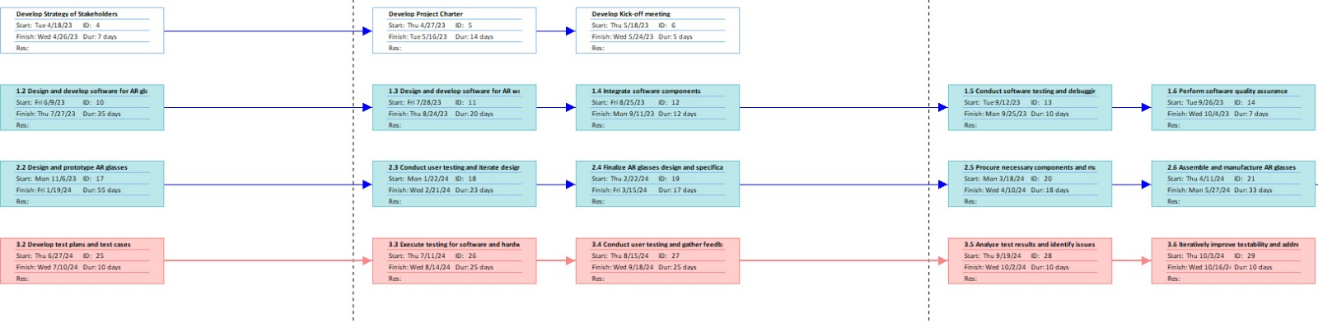 Develop Strategy of Stakeholders
Start: Tue 4/18/23 ID: 4
Finish: Wed 4/26/23 Dur: 7 days
Res:
Develop Project Charter
Start: Thu 4/27/23 ID: 5
Finish: Tue 5/16/23 Dur: 14 days
Res:
Develop Kick-off meeting
Start: Thu 5/18/23 ID: 6
Finish: Wed 5/24/23 Dur: 5 days
Res:
1.2 Design and develop software for AR gla
Start: Fri 6/9/23 ID: 10
Finish: Thu 7/27/23 Dur: 35 days
Res:
1.3 Design and develop software for AR we
Start: Fri 7/28/23 ID: 11
Finish: Thu 8/24/23 Dur: 20 days
Res:
1.4 Integrate software components
Start: Fri 8/25/23 ID: 12
Finish: Mon 9/11/23 Dur: 12 days
Res:
1.5 Conduct software testing and debuggir
Start: Tue 9/12/23 ID: 13
Finish: Mon 9/25/23 Dur: 10 days
Res:
1.6 Perform software quality assurance
Start: Tue 9/26/23 ID: 14
Finish: Wed 10/4/23 Dur: 7 days
Res:
2.2 Design and prototype AR glasses
Start: Mon 11/6/23 ID: 17
Finish: Fri 1/19/24 Dur: 55 days
Res:
2.3 Conduct user testing and iterate desigr
Start: Mon 1/22/24 ID: 18
Finish: Wed 2/21/24 Dur: 23 days
Res:
2.4 Finalize AR glasses design and specifica
Start: Thu 2/22/24 ID: 19
Finish: Fri 3/15/24 Dur: 17 days
Res:
2.5 Procure necessary components and ma
Start: Mon 3/18/24 ID: 20
Finish: Wed 4/10/24 Dur: 18 days
Res:
2.6 Assemble and manufacture AR glasses
Start: Thu 4/11/24 ID: 21
Finish: Mon 5/27/24 Dur: 33 days
Res:
3.2 Develop test plans and test cases
Start: Thu 6/27/24 ID: 25
Finish: Wed 7/10/24 Dur: 10 days
Res:
3.3 Execute testing for software and hardw
Start: Thu 7/11/24 ID: 26
Finish: Wed 8/14/24 Dur: 25 days
Res:
3.4 Conduct user testing and gather feedb
Start: Thu 8/15/24 ID: 27
Finish: Wed 9/18/24 Dur: 25 days
Res:
3.5 Analyze test results and identify issues
Start: Thu 9/19/24 ID: 28
Finish: Wed 10/2/24 Dur: 10 days
Res:
3.6 Iteratively improve testability and addre
Start: Thu 10/3/24 ID: 29
Finish: Wed 10/16/2 Dur: 10 days
Res: